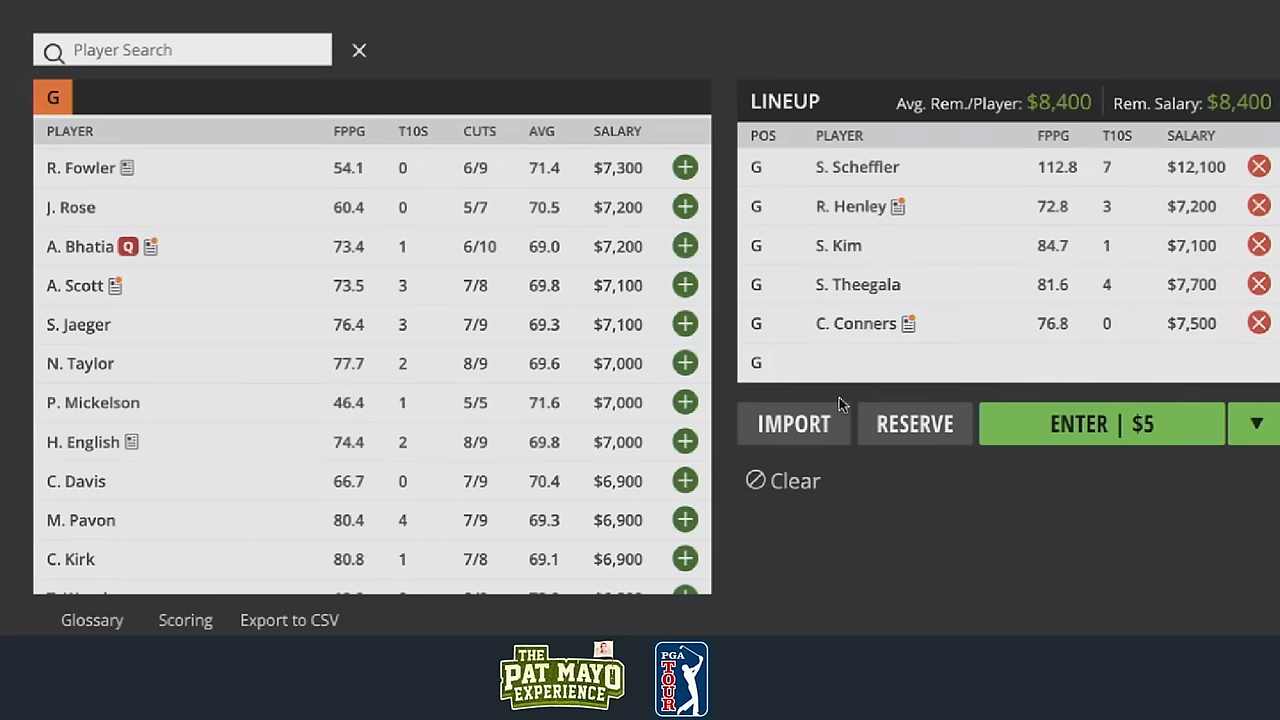 Player Search
G
PLAYER FPPG T10S CUTS AVG SALARY
R. Fowler 54.1 0 6/9 71.4 $7,300
J. Rose 60.4 0 5/7 70.5 $7,200
A. Bhatia Q 73.4 1 6/10 69.0 $7,200
A. Scott 73.5 3 7/8 69.8 $7,100
S. Jaeger 76.4 3 7/9 69.3 $7,100
N. Taylor 77.7 2 8/9 69.6 $7,000
P. Mickelson 46.4 1 5/5 71.6 $7,000
H. English 74.4 2 8/9 69.8 $7,000
C. Davis 66.7 0 7/9 70.4 $6,900
M. Pavon 80.4 4 7/9 69.3 $6,900
C. Kirk 80.8 1 7/8 69.1 $6,900
Glossary Scoring Export to CSV
LINEUP Avg. Rem./Player: $8,400 Rem. Salary: $8,400
POS PLAYER FPPG T10S SALARY
G S. Scheffler 112.8 7 $12,100
G R. Henley 72.8 3 $7,200
G S. Kim 84.7 1 $7,100
G S. Theegala 81.6 4 $7,700
G C. Conners 76.8 0 $7,500
G
IMPORT RESERVE ENTER | $5
Clear
THE
PAT MAYO
EXPERIENCE
PGA
TOUR